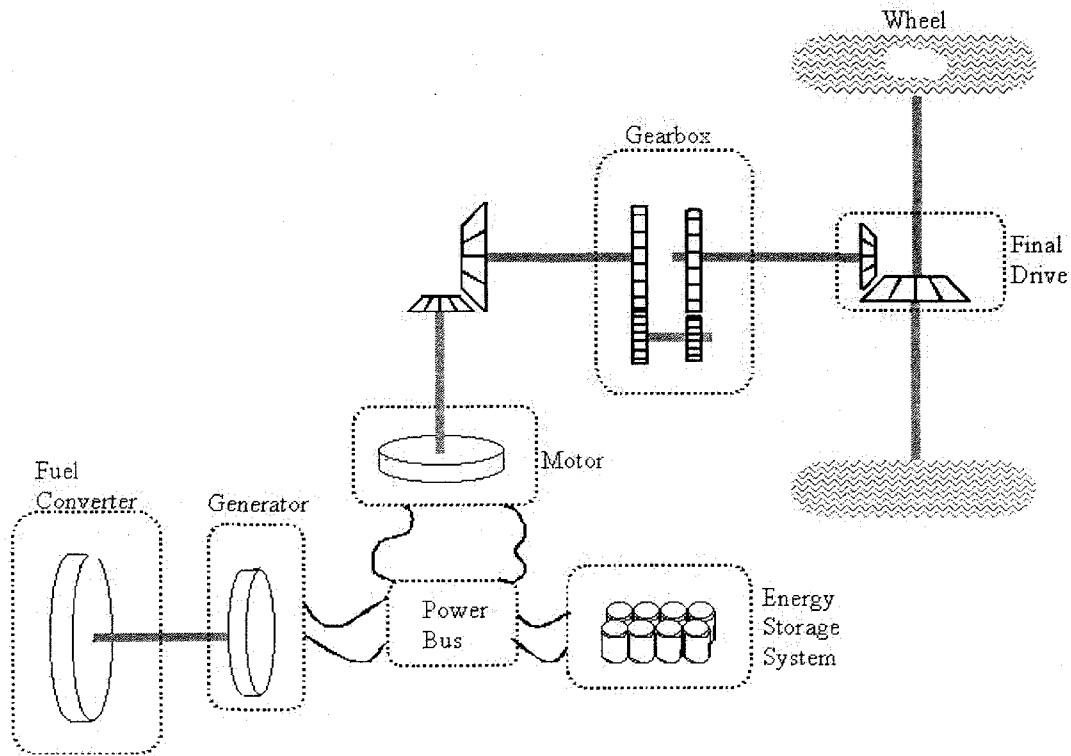 Wheel
Gearbox
Final
Drive
Motor
Fuel
Converter
Generator
Power
Bus
Energy
Storage
System